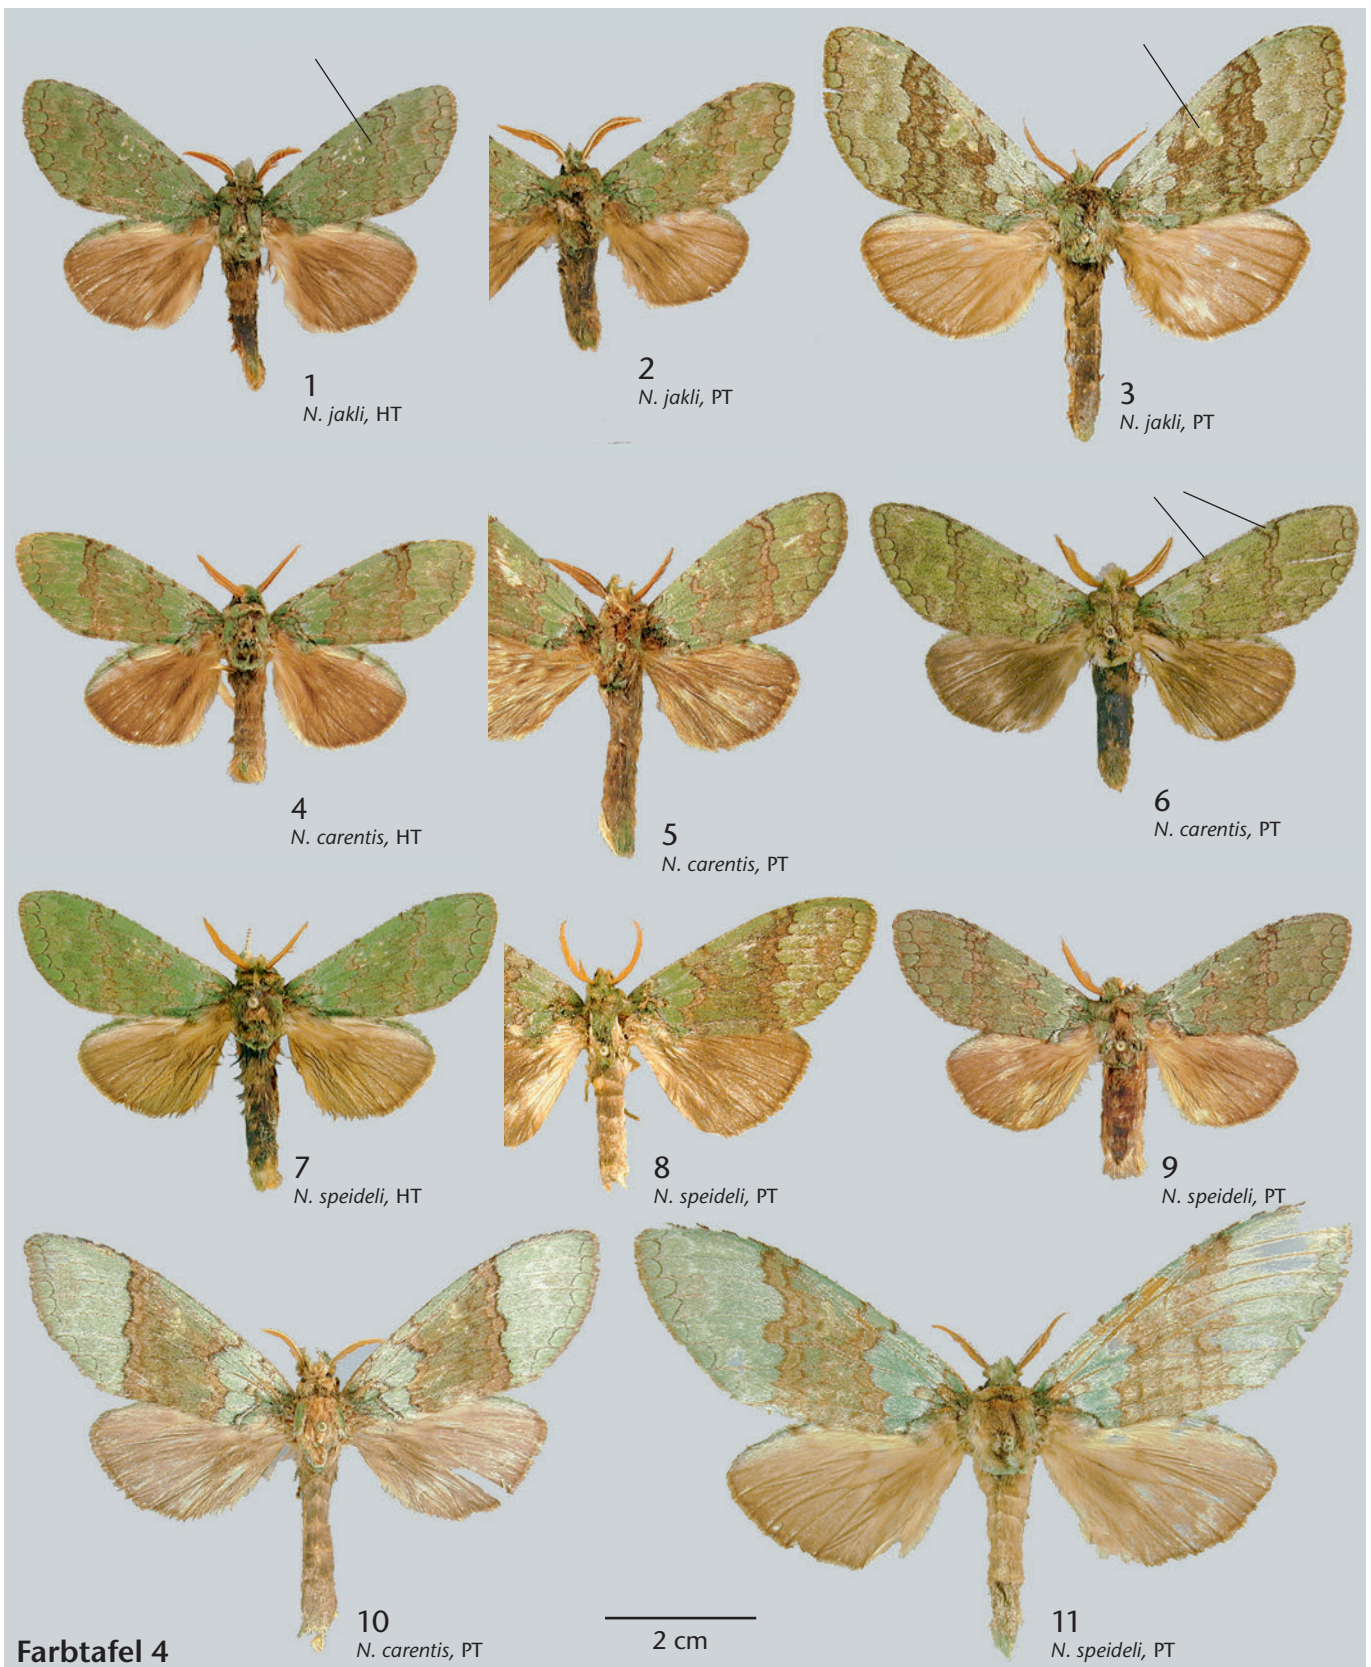 1
N. jakli, HT
2
N. jakli, PT
3
N. jakli, PT
4
N. carentis, HT
5
N. carentis, PT
6
N. carentis, PT
7
N. speideli, HT
8
N. speideli, PT
9
N. speideli, PT
10
N. carentis, PT
2 cm
11
N. speideli, PT
Farbtafel 4